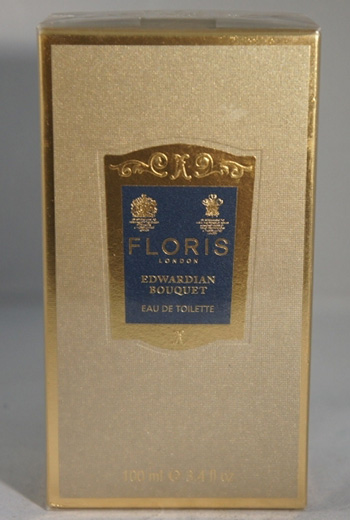 FLORIS
LONDON
EDWARDIAN
BOUQUET
EAU DE TOILETTE
100 ml ℮ 3.4 fl oz